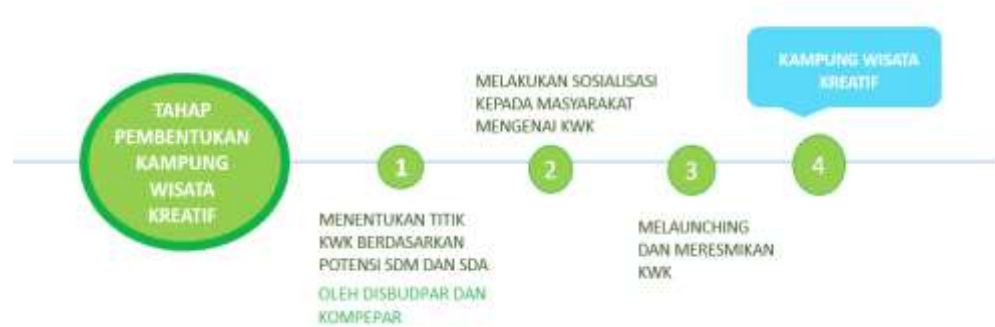 TAHAP
PEMBENTUKAN
KAMPUNG
WISATA
KREATIF
1
MENENTUKAN TITIK
KWK BERDASARKAN
POTENSI SDM DAN SDA
OLEH DISBUDPAR DAN
KOMPEPAR
MELAKUKAN SOSIALISASI
KEPADA MASYARAKAT
MENGENAI KWK
2
3
MELAUNCHING
DAN MERESMIKAN
KWK
KAMPUNG WISATA
KREATIF
4